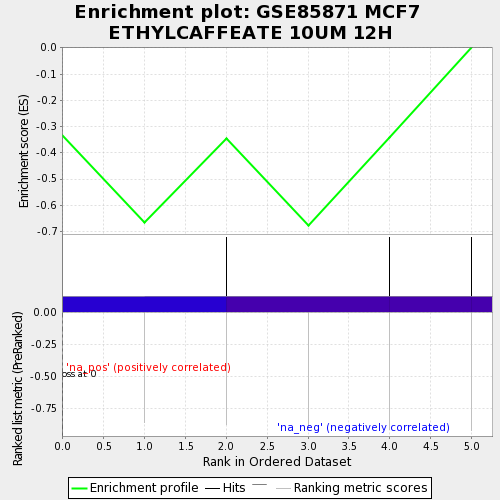 Enrichment plot: GSE85871 MCF7
ETHYLCAFFEATE 10UM 12H
Enrichment score (ES)
0.0
-0.1
-0.2
-0.3
-0.4
-0.5
-0.6
-0.7
Ranked list metric (PreRanked)
0.00
-0.25
-0.50
-0.75
'na_pos' (positively correlated)
oss at 0
'na_neg' (negatively correlated)
0.0 0.5 1.0 1.5 2.0 2.5 3.0 3.5 4.0 4.5 5.0
Rank in Ordered Dataset
Enrichment profile Hits Ranking metric scores